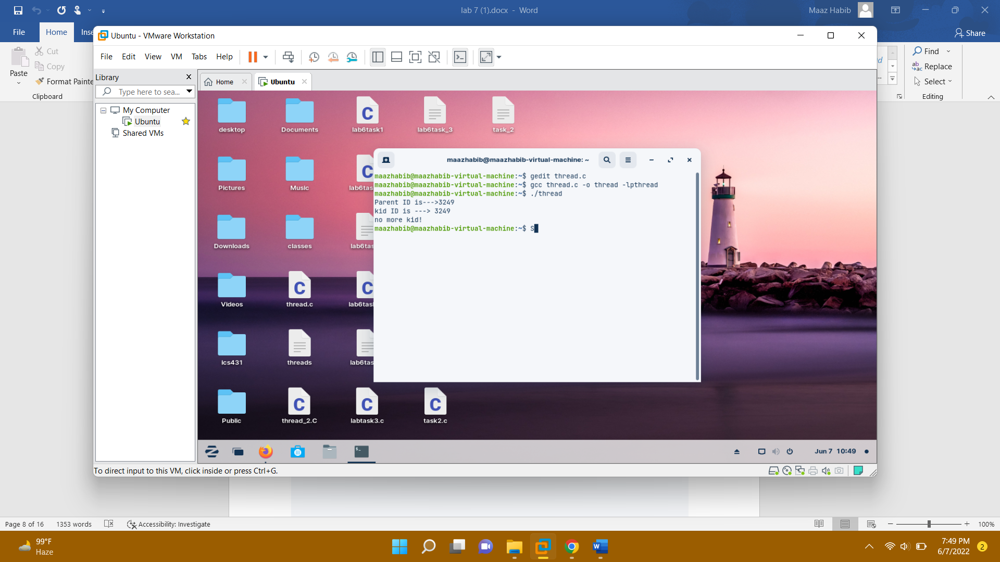 lab 7 (1).docx - Word
Maaz Habib
File
Home
Inse
Share
Ubuntu - VMware Workstation
File Edit View VM Tabs Help
Cut
Copy
Paste
Format Painte
Clipboard
Find
Replace
Select
Editing
Library
Type here to sea...
My Computer
Ubuntu
Shared VMs
Home
Ubuntu
desktop
Documents
lab6task1
lab6task_3
task_2
Pictures
Music
lab6tas
Downloads
classes
lab6tas
Videos
thread.c
lab6tas
ics431
threads
lab6tas
Public
thread_2.C
labtask3.c
task2.c
maazhabib@maazhabib-virtual-machine: ~
maazhabib@maazhabib-virtual-machine:~$ gedit thread.c
maazhabib@maazhabib-virtual-machine:~$ gcc thread.c -o thread -lpthread
maazhabib@maazhabib-virtual-machine:~$ ./thread
Parent ID is--->3249
kid ID is ---> 3249
no more kid!
maazhabib@maazhabib-virtual-machine:~$ S
Jun 7 10:49
To direct input to this VM, click inside or press Ctrl+G.
Page 8 of 16
1353 words
Accessibility: Investigate
100%
99°F
Haze
7:49 PM
6/7/2022
2